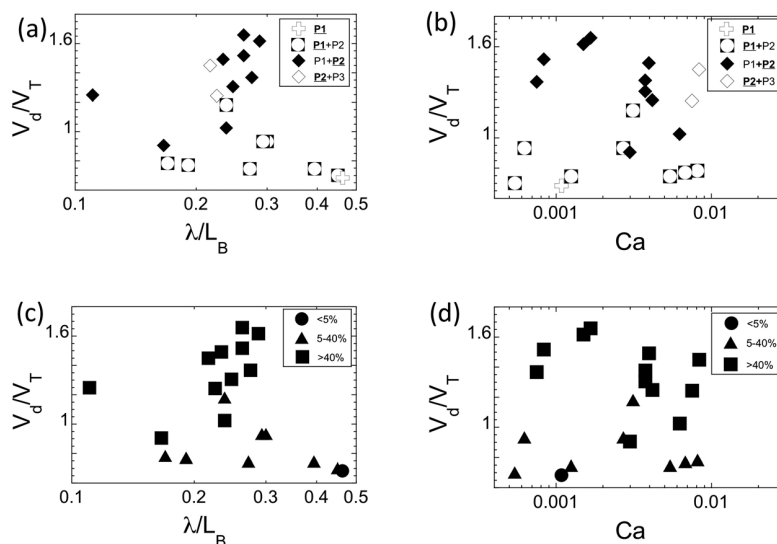 (a)
1.6
1
V_d/V_T
0.1
0.2
0.3
0.4
0.5
λ/L_B
P1
P1+P2
P1+P2
P2+P3
(b)
1.6
1
V_d/V_T
0.001
0.01
Ca
P1
P1+P2
P1+P2
P2+P3
(c)
1.6
1
V_d/V_T
0.1
0.2
0.3
0.4
0.5
λ/L_B
<5%
5-40%
>40%
(d)
1.6
1
V_d/V_T
0.001
0.01
Ca
<5%
5-40%
>40%